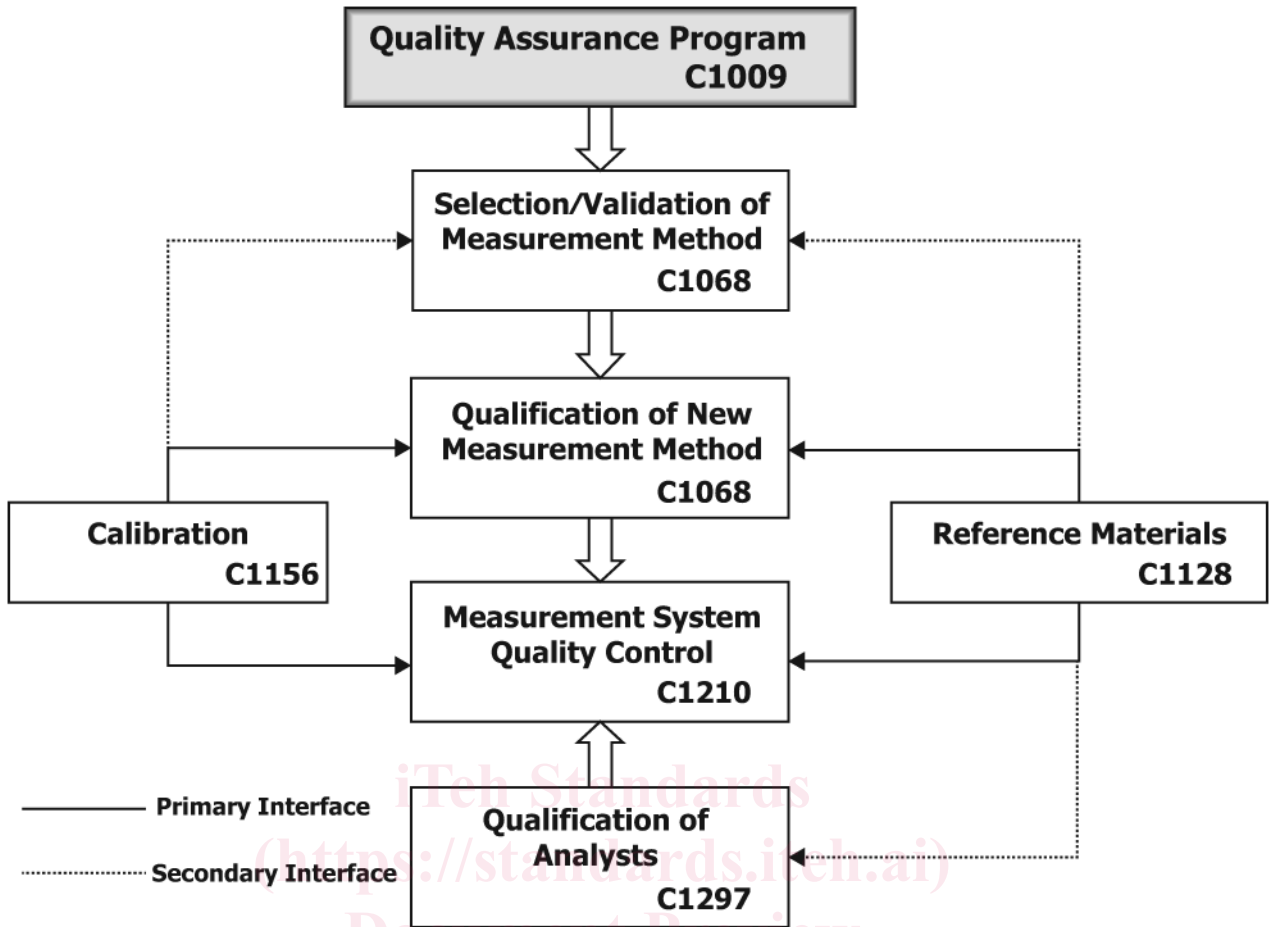 Quality Assurance Program
C1009
Selection/Validation of
Measurement Method
C1068
Qualification of New
Measurement Method
C1068
Calibration
C1156
Reference Materials
C1128
Measurement System
Quality Control
C1210
iTeh Standards
Primary Interface
Qualification of
Analysts
(https://standards.iteh.ai)
Secondary Interface
C1297
Document Preview